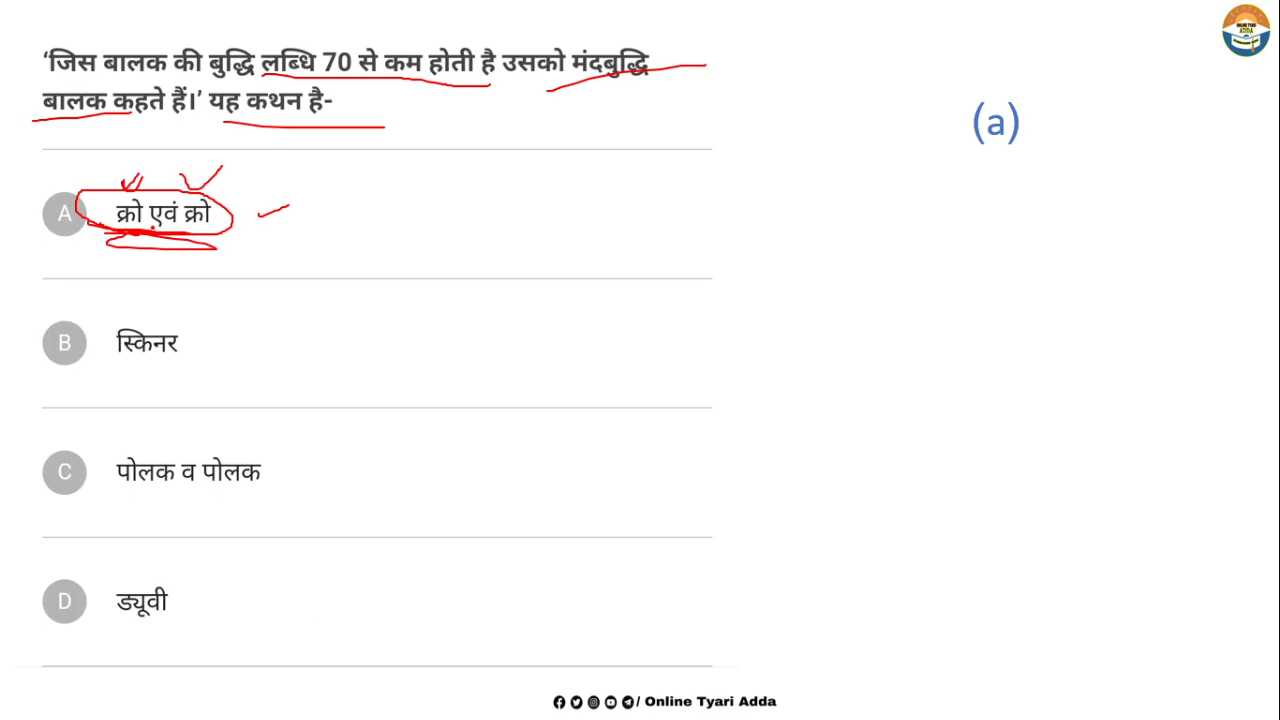 ‘जिस बालक की बुद्धि लब्धि 70 से कम होती है उसको मंदबुद्धि
बालक कहते हैं।’ यह कथन है-
(a)
A क्रो एवं क्रो
B स्किनर
C पोलक व पोलक
D ड्यूवी
/ Online Tyari Adda